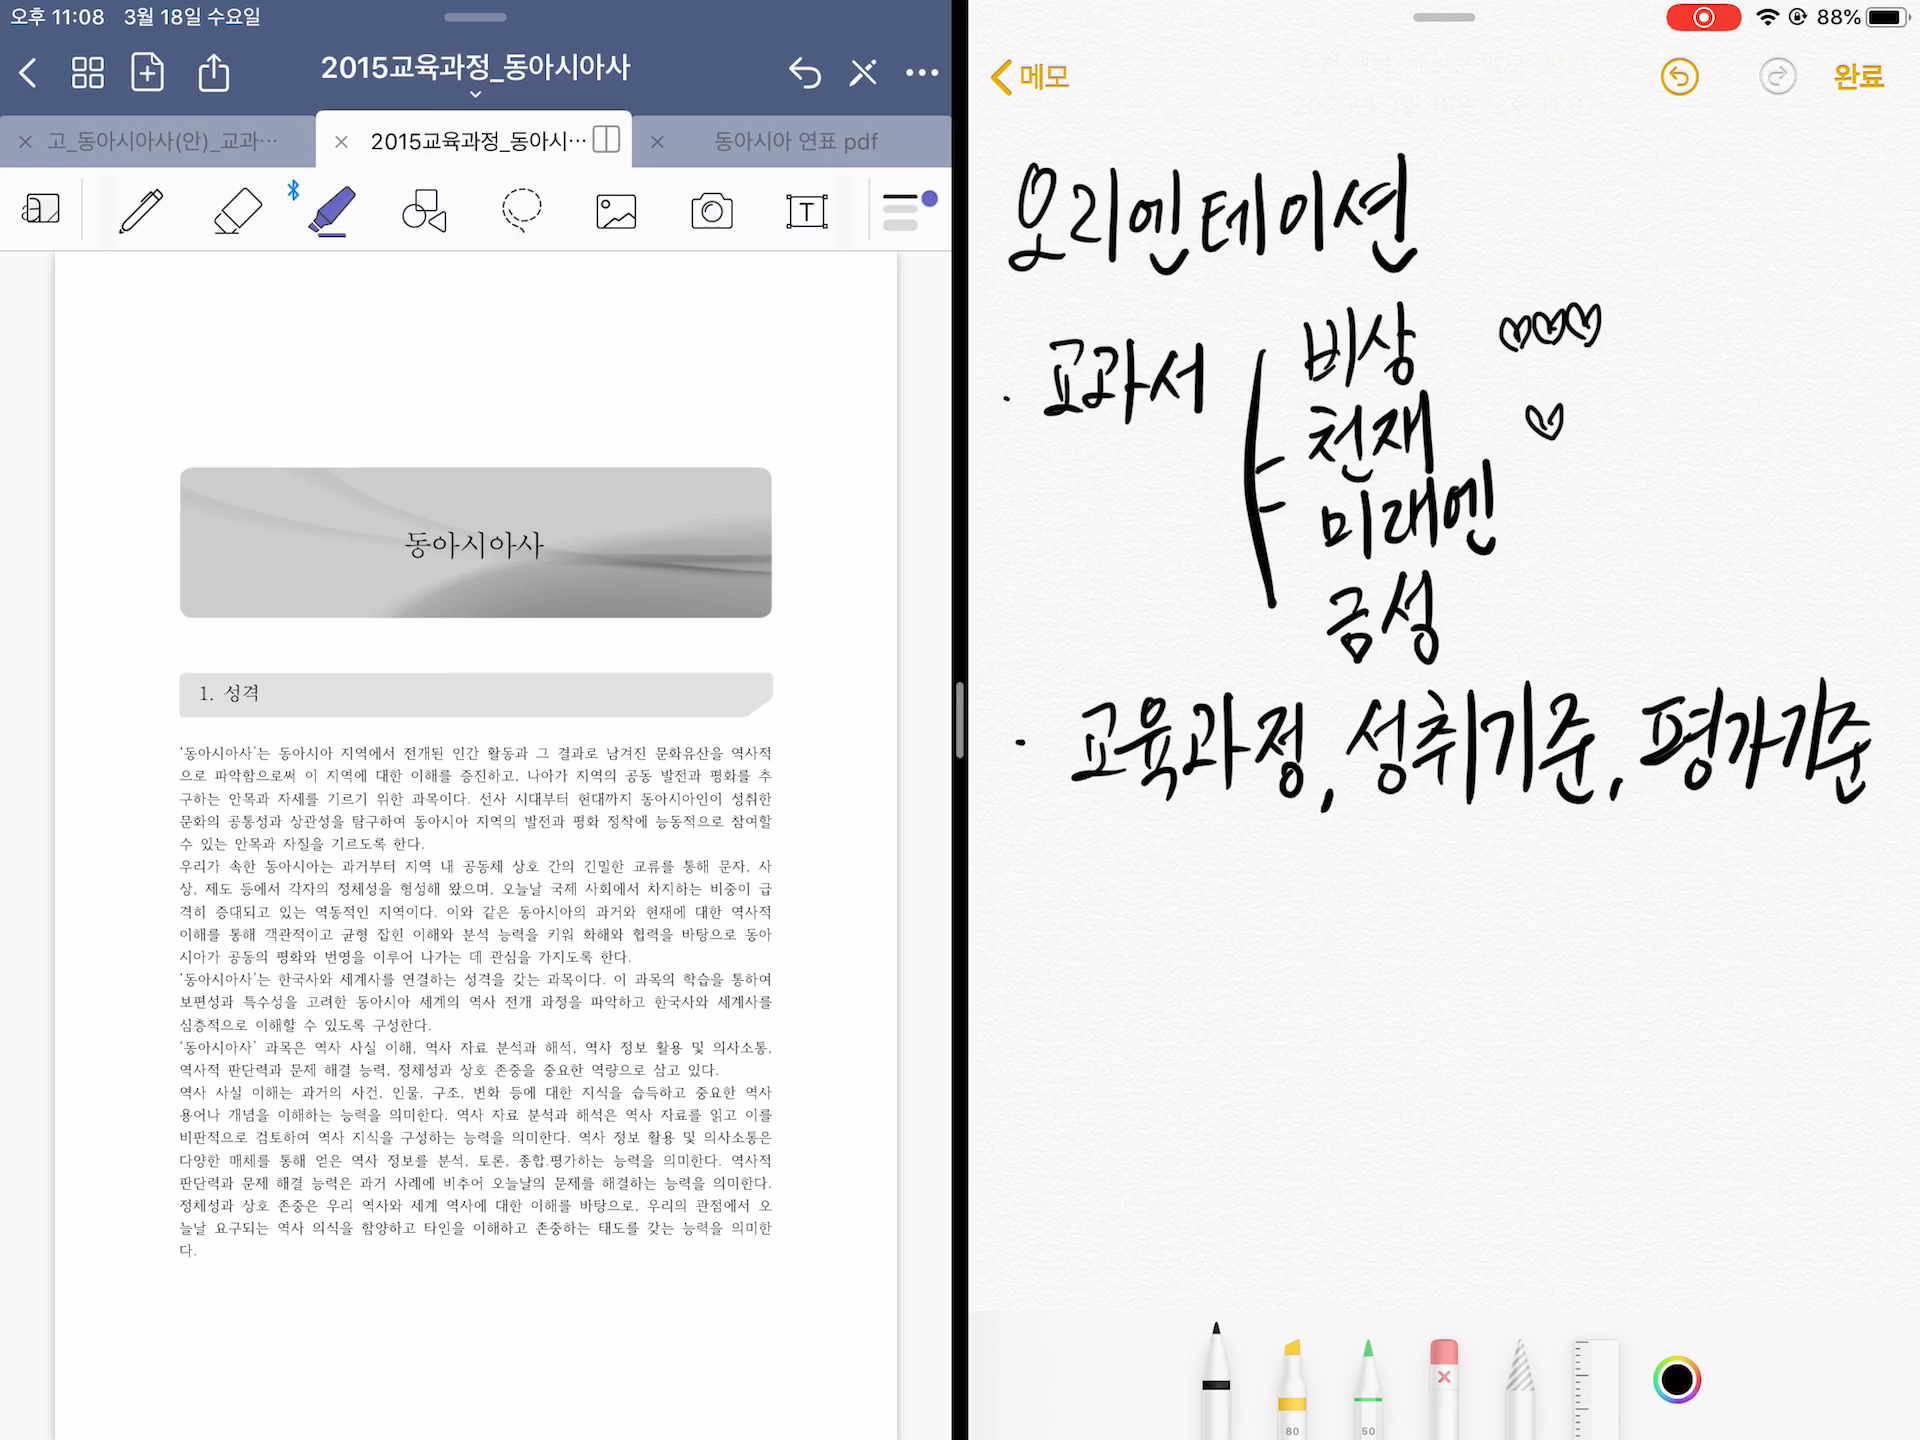 오후 11:08 3월 18일 수요일
2015교육과정_동아시아사
고_동아시아사(안)_교과…
2015교육과정_동아시…
동아시아 연표 pdf
T
동아시아사
1. 성격
'동아시아사'는 동아시아 지역에서 전개된 인간 활동과 그 결과로 남겨진 문화유산을 역사적
으로 파악함으로써 이 지역에 대한 이해를 증진하고, 나아가 지역의 공동 발전과 평화를 추
구하는 안목과 자세를 기르기 위한 과목이다. 선사 시대부터 현대까지 동아시아인이 성취한
문화의 공통성과 상관성을 탐구하여 동아시아 지역의 발전과 평화 정착에 능동적으로 참여할
수 있는 안목과 자질을 기르도록 한다.
우리가 속한 동아시아는 과거부터 지역 내 공동체 상호 간의 긴밀한 교류를 통해 문자, 사
상, 제도 등에서 각자의 정체성을 형성해 왔으며, 오늘날 국제 사회에서 차지하는 비중이 급
격히 증대되고 있는 역동적인 지역이다. 이와 같은 동아시아의 과거와 현재에 대한 역사적
이해를 통해 객관적이고 균형 잡힌 이해와 분석 능력을 키워 화해와 협력을 바탕으로 동아
시아가 공동의 평화와 번영을 이루어 나가는 데 관심을 가지도록 한다.
'동아시아사'는 한국사와 세계사를 연결하는 성격을 갖는 과목이다. 이 과목의 학습을 통하여
보편성과 특수성을 고려한 동아시아 세계의 역사 전개 과정을 파악하고 한국사와 세계사를
심층적으로 이해할 수 있도록 구성한다.
'동아시아사' 과목은 역사 사실 이해, 역사 자료 분석과 해석, 역사 정보 활용 및 의사소통,
역사적 판단력과 문제 해결 능력, 정체성과 상호 존중을 중요한 역량으로 삼고 있다.
역사 사실 이해는 과거의 사건, 인물, 구조, 변화 등에 대한 지식을 습득하고 중요한 역사
용어나 개념을 이해하는 능력을 의미한다. 역사 자료 분석과 해석은 역사 자료를 읽고 이를
비판적으로 검토하여 역사 지식을 구성하는 능력을 의미한다. 역사 정보 활용 및 의사소통은
다양한 매체를 통해 얻은 역사 정보를 분석, 토론, 종합.평가하는 능력을 의미한다. 역사적
판단력과 문제 해결 능력은 과거 사례에 비추어 오늘날의 문제를 해결하는 능력을 의미한다.
정체성과 상호 존중은 우리 역사와 세계 역사에 대한 이해를 바탕으로, 우리의 관점에서 오
늘날 요구되는 역사 의식을 함양하고 타인을 이해하고 존중하는 태도를 갖는 능력을 의미한
다.
88%
메모
완료
오리엔테이션
· 교과서
비상
천재
미래엔
금성
· 교육과정, 성취기준, 평가기준
80
50